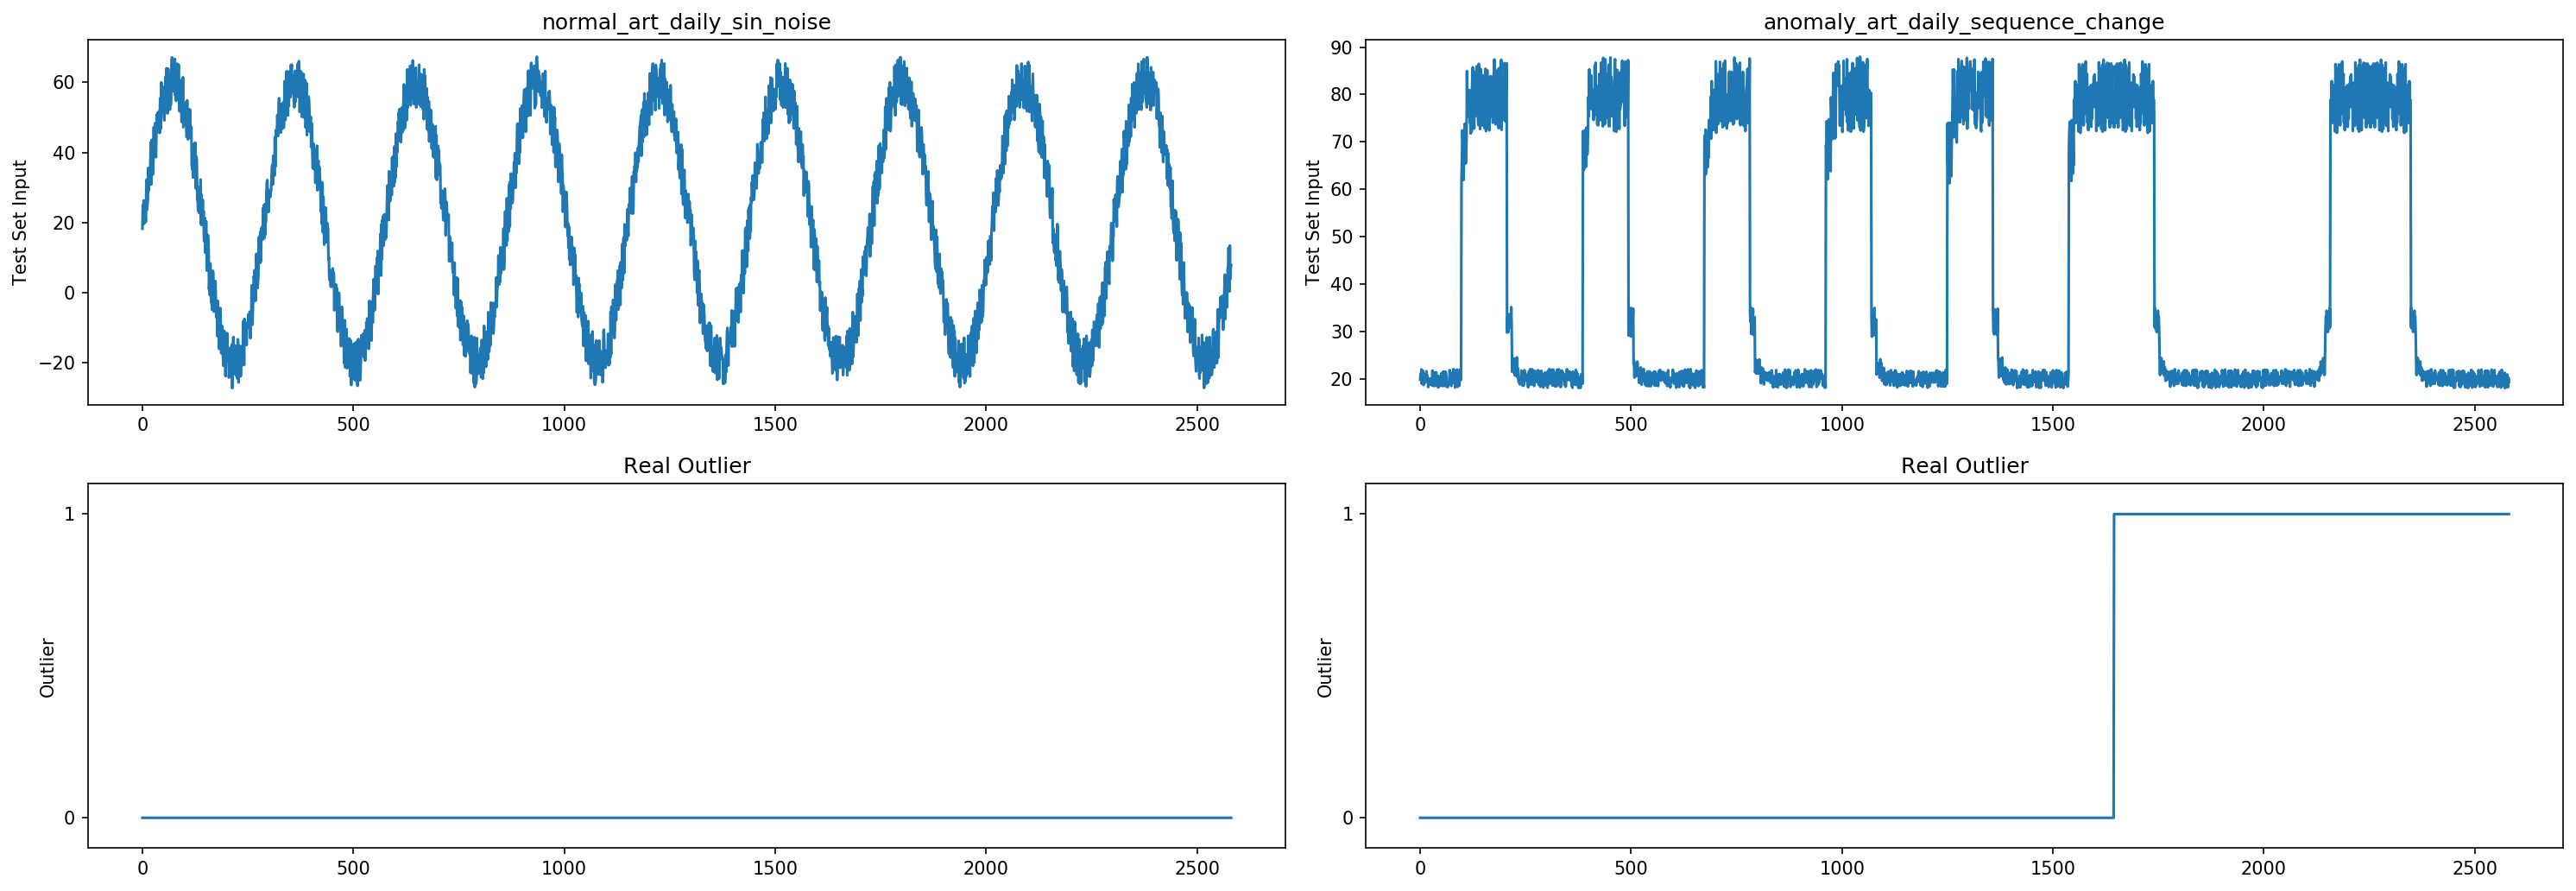 normal_art_daily_sin_noise
Test Set Input
60
40
20
0
−20
0 500 1000 1500 2000 2500
anomaly_art_daily_sequence_change
Test Set Input
90
80
70
60
50
40
30
20
0 500 1000 1500 2000 2500
Real Outlier
Outlier
1
0
0 500 1000 1500 2000 2500
Real Outlier
Outlier
1
0
0 500 1000 1500 2000 2500